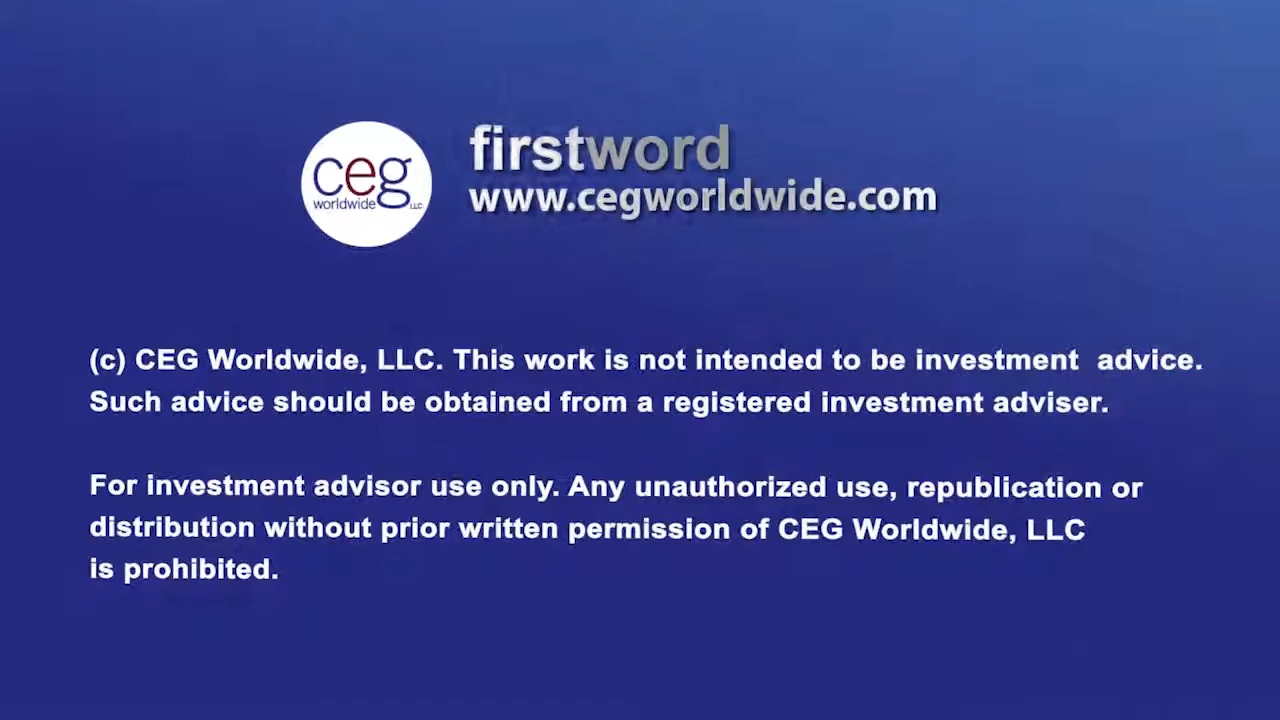 ceg
worldwide LLC
firstword
www.cegworldwide.com
(c) CEG Worldwide, LLC. This work is not intended to be investment advice.
Such advice should be obtained from a registered investment adviser.
For investment advisor use only. Any unauthorized use, republication or
distribution without prior written permission of CEG Worldwide, LLC
is prohibited.